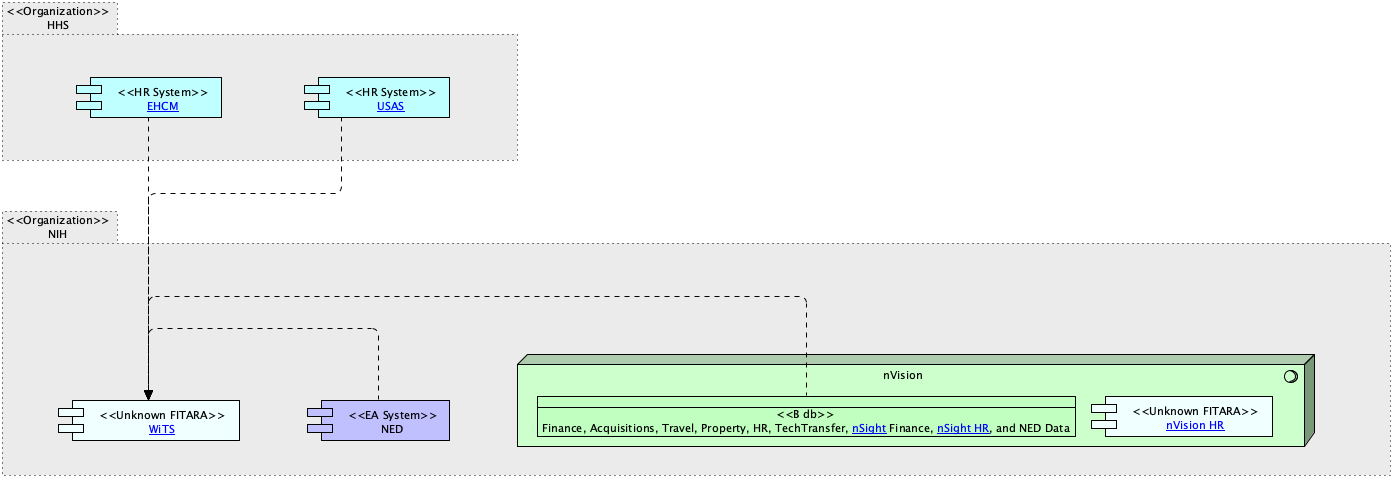 <<Organization>>
HHS
<<HR System>>
EHCM
<<HR System>>
USAS
<<Organization>>
NIH
nVision
<<Unknown FITARA>>
WiTS
<<EA System>>
NED
<<B db>>
Finance, Acquisitions, Travel, Property, HR, TechTransfer, nSight Finance, nSight HR, and NED Data
<<Unknown FITARA>>
nVision HR